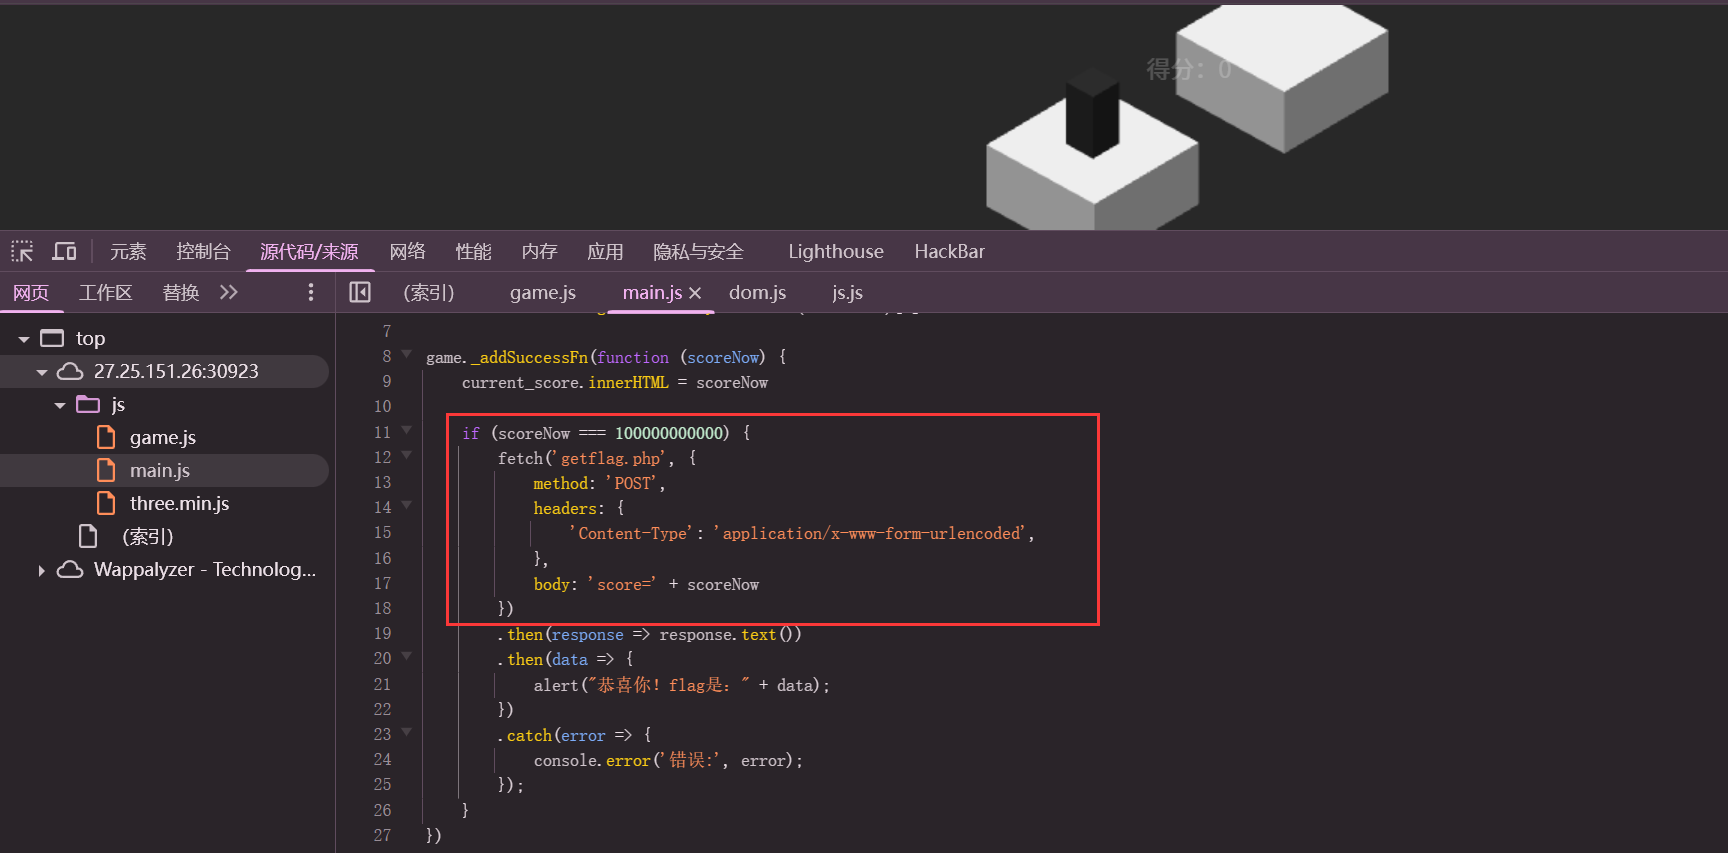 得分：0
元素 控制台 源代码/来源 网络 性能 内存 应用 隐私与安全 Lighthouse HackBar
网页 工作区 替换 (索引) game.js main.js dom.js js.js
top
27.25.151.26:30923
js
game.js
main.js
three.min.js
(索引)
Wappalyzer - Technolog...
7
8 game._addSuccessFn(function (scoreNow) {
9 current_score.innerHTML = scoreNow
10
11 if (scoreNow === 100000000000) {
12 fetch('getflag.php', {
13 method: 'POST',
14 headers: {
15 'Content-Type': 'application/x-www-form-urlencoded',
16 },
17 body: 'score=' + scoreNow
18 })
19 .then(response => response.text())
20 .then(data => {
21 alert("恭喜你！flag是：" + data);
22 })
23 .catch(error => {
24 console.error('错误:', error);
25 });
26 }
27 })